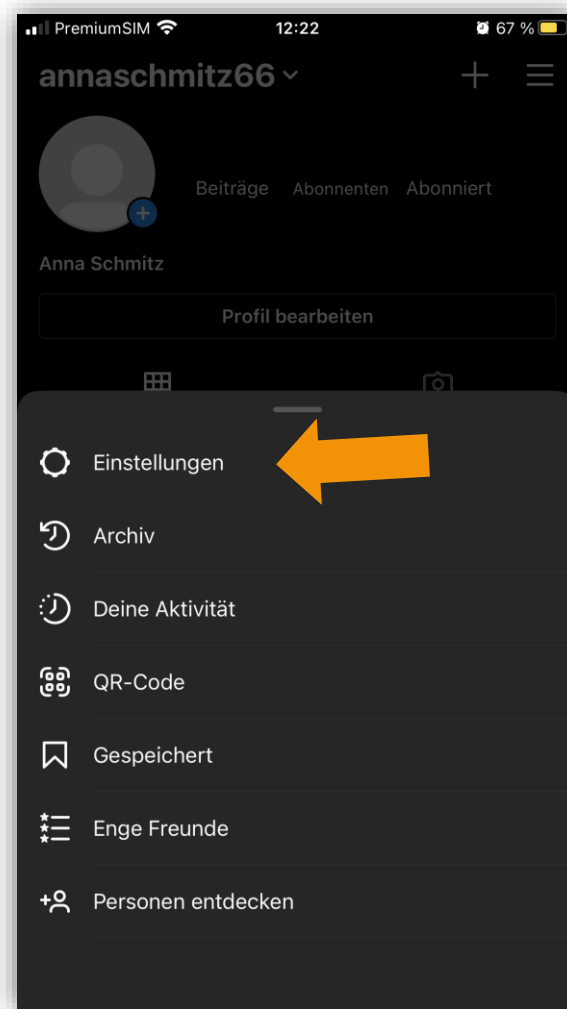 PremiumSIM 12:22 67 %
annaschmitz66
Beiträge Abonnenten Abonniert
Anna Schmitz
Profil bearbeiten
Einstellungen
Archiv
Deine Aktivität
QR-Code
Gespeichert
Enge Freunde
Personen entdecken